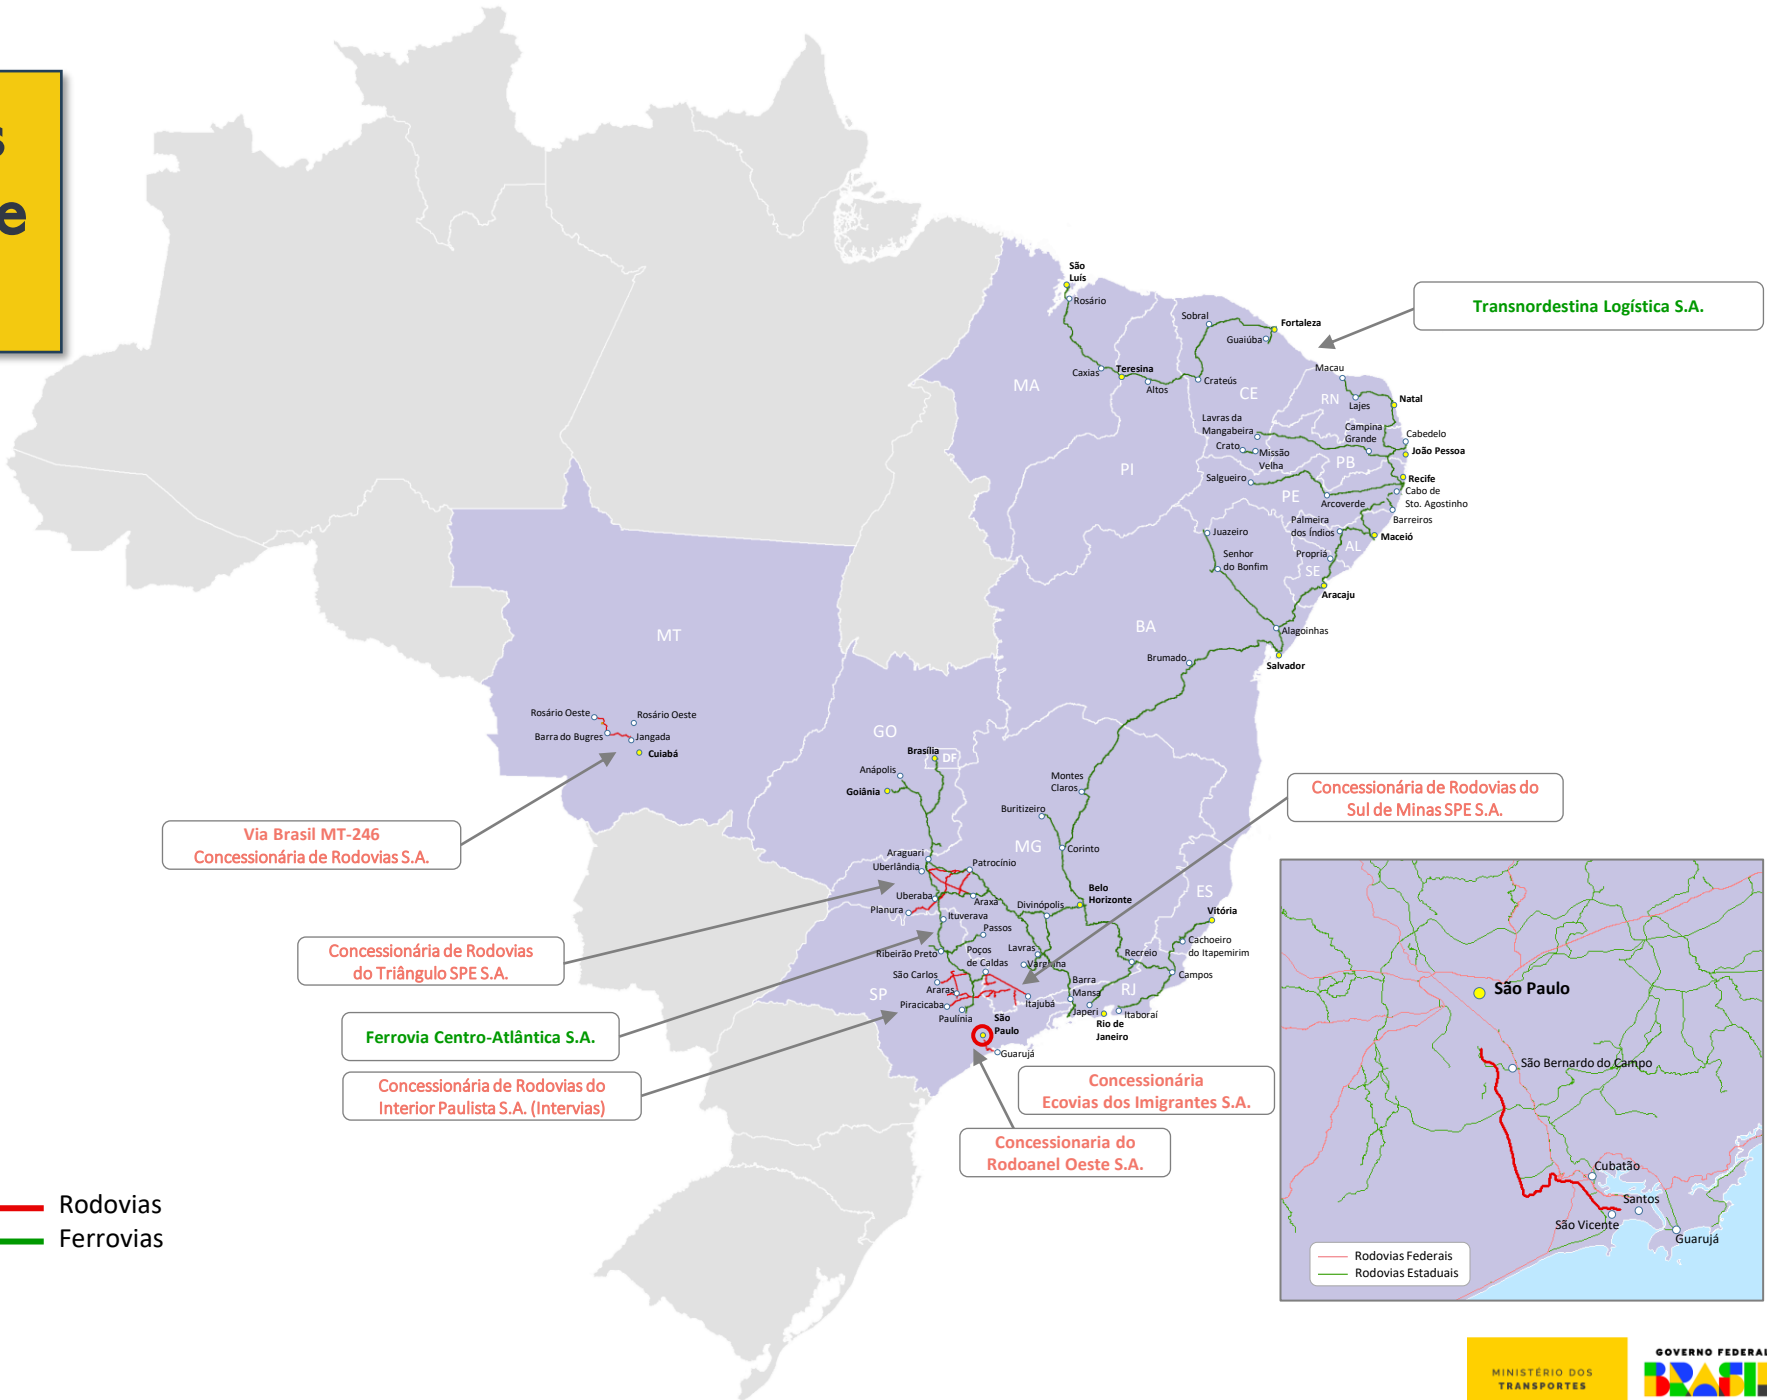 s
e
São
Luís
Rosário
Sobral
Fortaleza
Guaiúba
Transnordestina Logística S.A.
Caxias
Teresina
Altos
Crateús
Macau
MA
CE
RN
Lajes
Natal
Lavras da
Mangabeira
Campina
Grande
Cabedelo
João Pessoa
Crato
Missão
Velha
PB
PI
Salgueiro
PE
Recife
Cabo de
Sto. Agostinho
Arcoverde
Barreiros
Palmeira
dos Índios
Juazeiro
AL
Maceió
Senhor
do Bonfim
Propriá
SE
Aracaju
MT
BA
Alagoinhas
Brumado
Salvador
Rosário Oeste
Rosário Oeste
Barra do Bugres
Jangada
Cuiabá
GO
Brasília
DF
Anápolis
Goiânia
Montes
Claros
Buritizeiro
Concessionária de Rodovias do
Sul de Minas SPE S.A.
Via Brasil MT-246
Concessionária de Rodovias S.A.
MG
Corinto
Araguari
Uberlândia
Patrocínio
Uberaba
Araxá
Planura
Divinópolis
Belo
Horizonte
ES
Vitória
Ituverava
Passos
Cachoeiro
do Itapemirim
Concessionária de Rodovias
do Triângulo SPE S.A.
Ribeirão Preto
Poços
de Caldas
Lavras
Varginha
Recreio
Campos
São Carlos
Araras
Barra
Mansa
RJ
SP
Piracicaba
Itajubá
Japeri
Itaboraí
Paulínia
São
Paulo
Rio de
Janeiro
Guarujá
Ferrovia Centro-Atlântica S.A.
Concessionária de Rodovias do
Interior Paulista S.A. (Intervias)
Concessionária
Ecovias dos Imigrantes S.A.
Concessionaria do
Rodoanel Oeste S.A.
São Paulo
São Bernardo do Campo
Cubatão
Santos
São Vicente
Guarujá
Rodovias Federais
Rodovias Estaduais
Rodovias
Ferrovias
MINISTÉRIO DOS
TRANSPORTES
GOVERNO FEDERAL
BRASIL